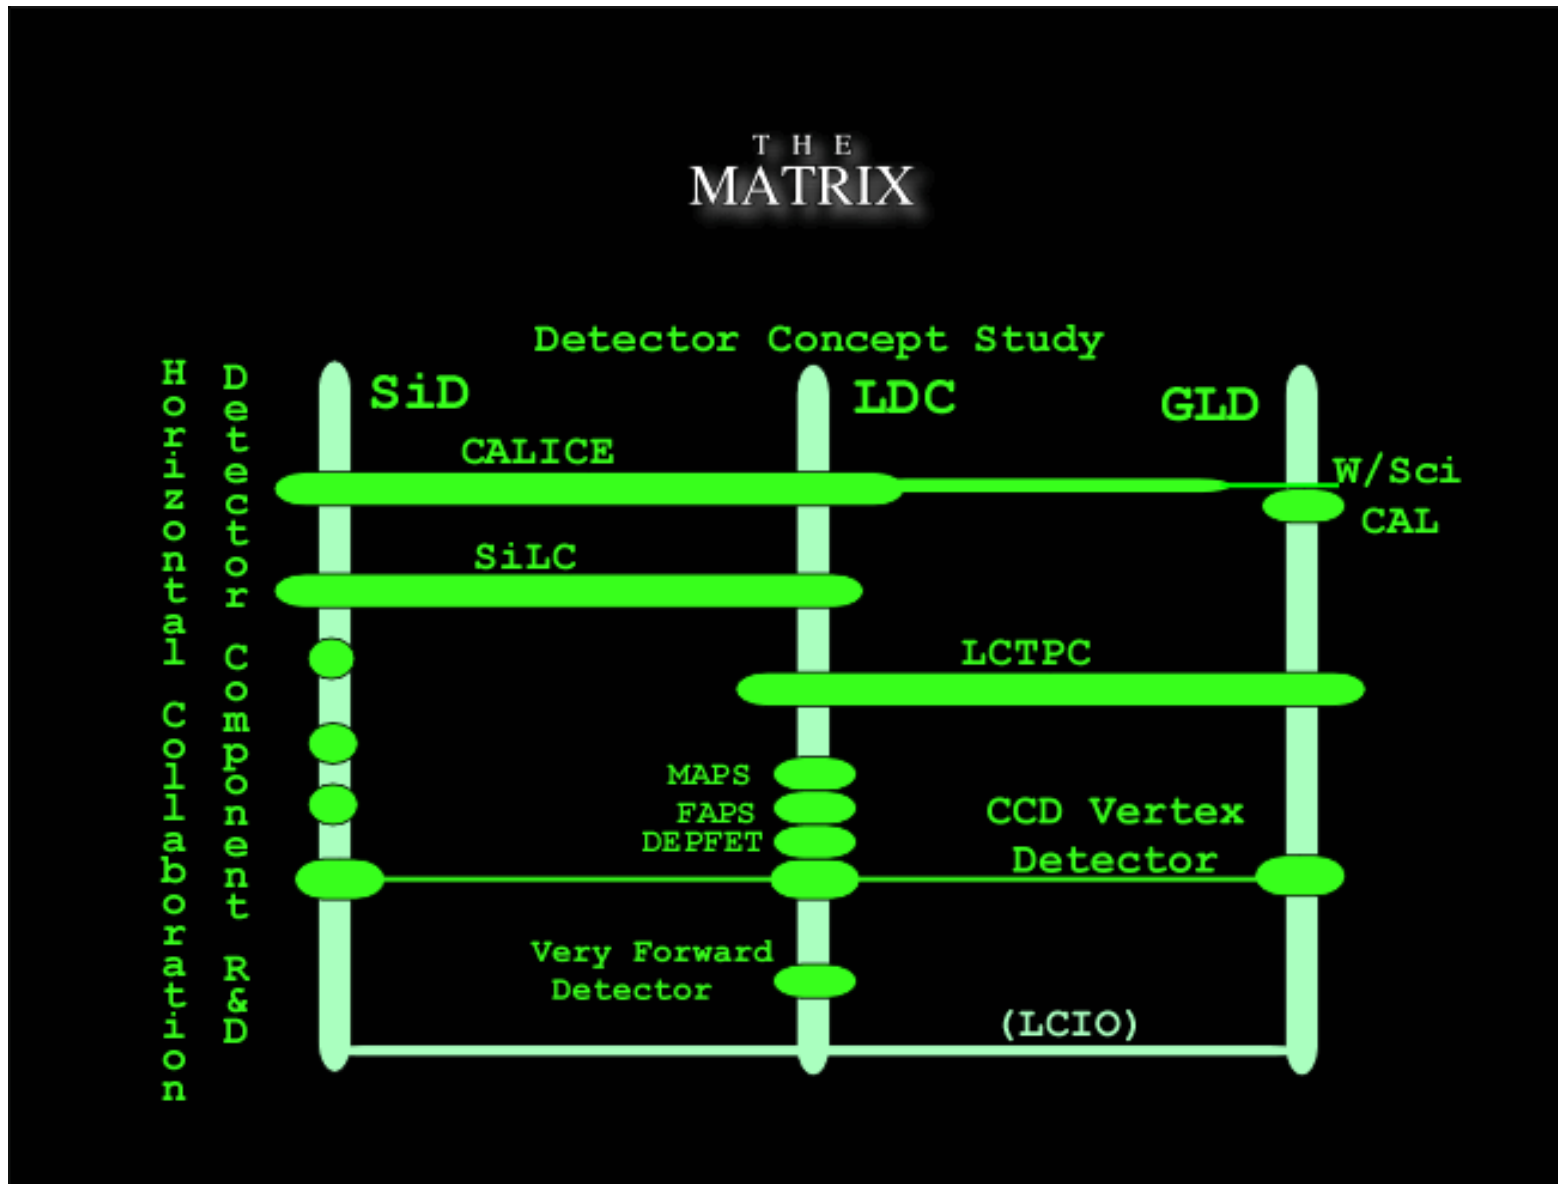 THE
MATRIX
Detector Concept Study
Horizontal Collaboration
Detector Component R&D
SiD
LDC
GLD
CALICE
W/Sci
CAL
SiLC
LCTPC
MAPS
FAPS
DEPFET
CCD Vertex
Detector
Very Forward
Detector
(LCIO)